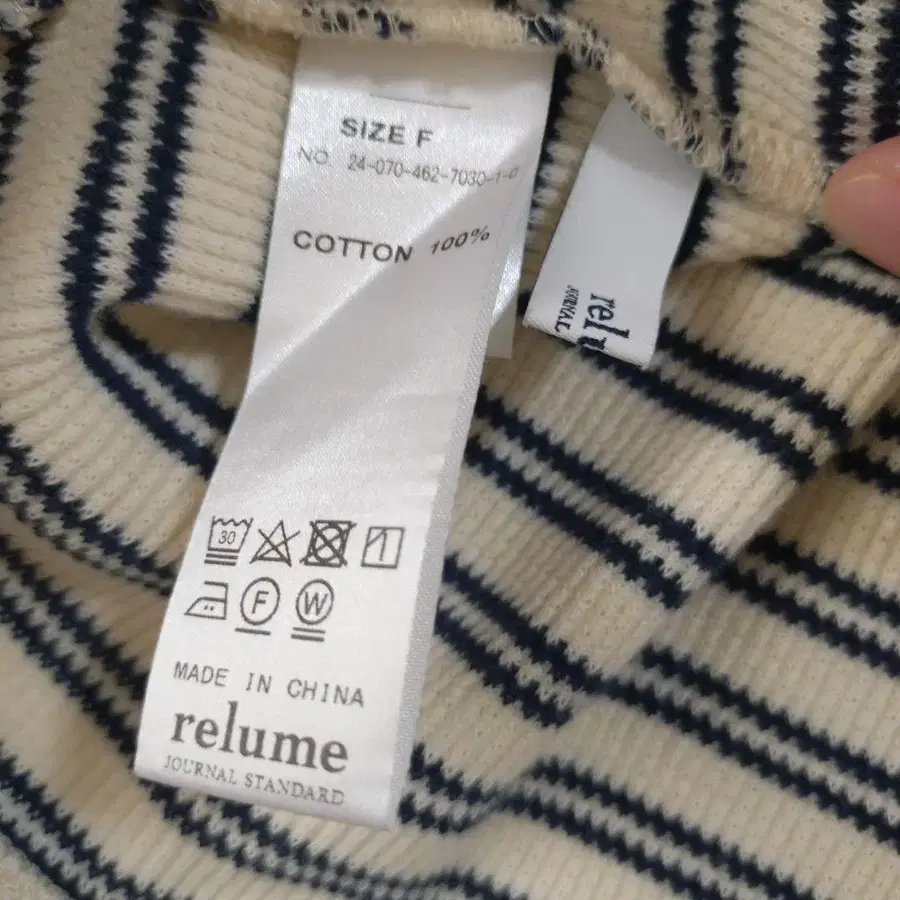 SIZE F
NO 24-070-462-7030-1-0
COTTON 100%
30
F W
MADE IN CHINA
relume
JOURNAL STANDARD